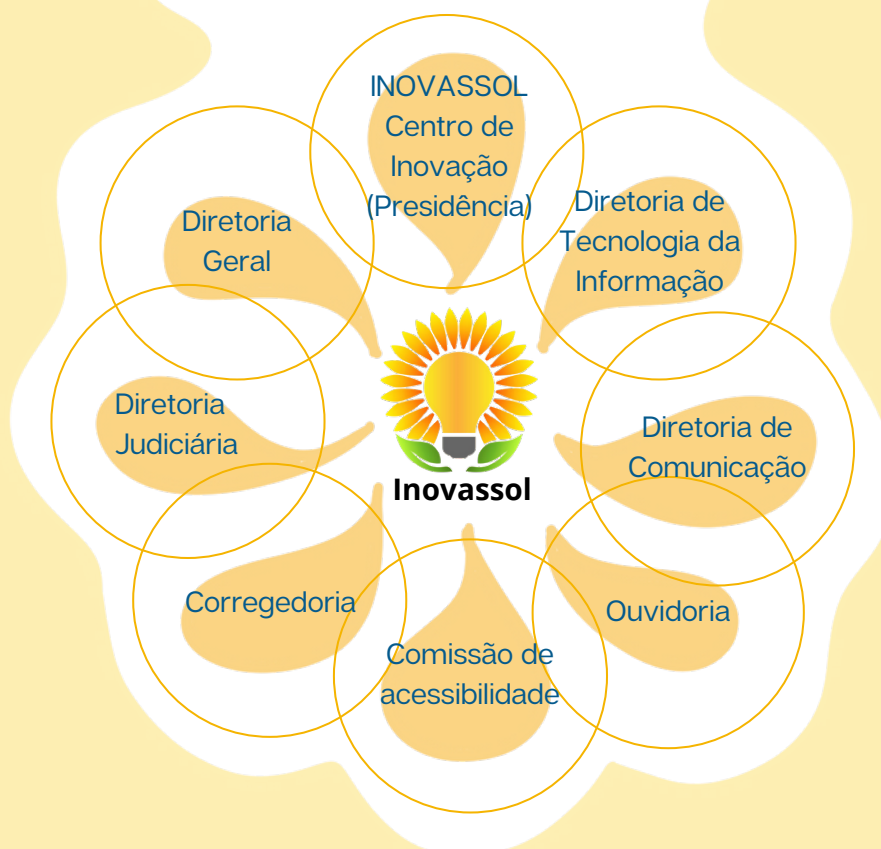 INOVASSOL
Centro de
Inovação
(Presidência)
Diretoria de
Tecnologia da
Informação
Diretoria de
Comunicação
Ouvidoria
Comissão de
acessibilidade
Corregedoria
Diretoria
Judiciária
Diretoria
Geral
Inovassol